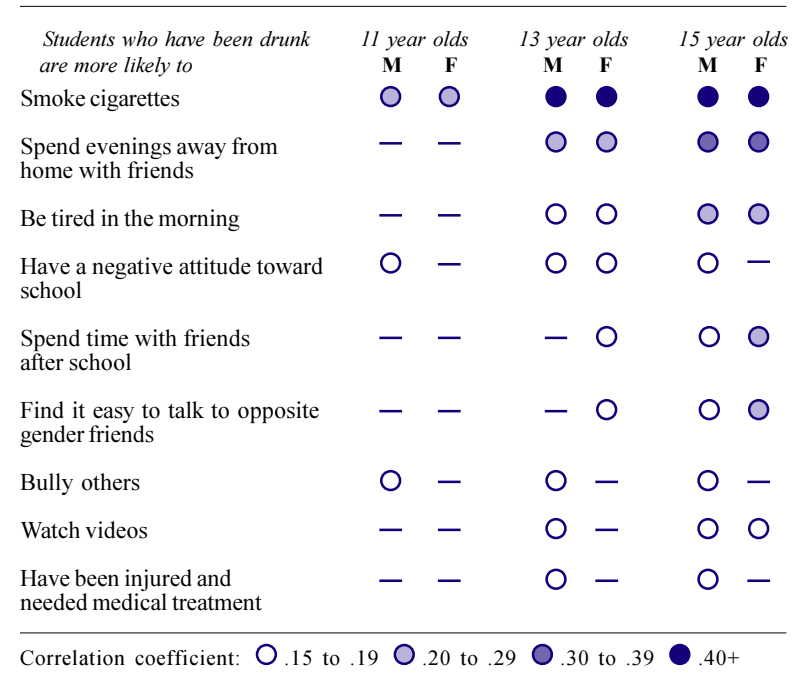 Students who have been drunk 11 year olds 13 year olds 15 year olds
are more likely to M F M F M F
Smoke cigarettes
Spend evenings away from — —
home with friends
Be tired in the morning — —
Have a negative attitude toward — —
school
Spend time with friends — — —
after school
Find it easy to talk to opposite — — —
gender friends
Bully others — — —
Watch videos — — —
Have been injured and — — — —
needed medical treatment
Correlation coefficient: .15 to .19 .20 to .29 .30 to .39 .40+